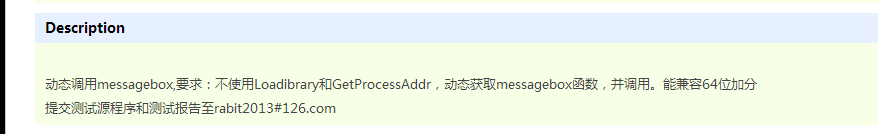 Description
动态调用messagebox,要求：不使用Loadibrary和GetProcessAddr，动态获取messagebox函数，并调用。能兼容64位加分
提交测试源程序和测试报告至rabit2013#126.com